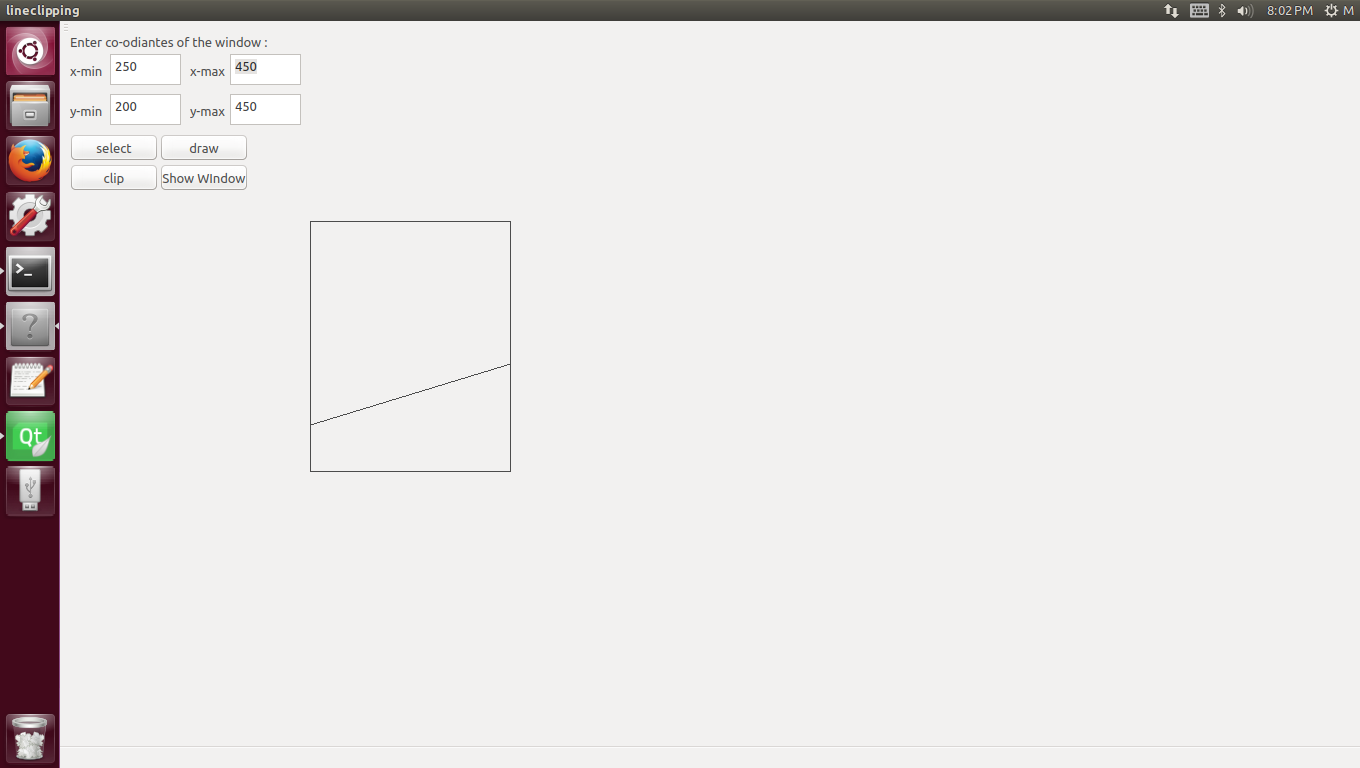 lineclipping
8:02 PM M
Enter co-odiantes of the window :
x-min 250 x-max 450
y-min 200 y-max 450
select draw
clip Show WIndow
>_
?
Qt